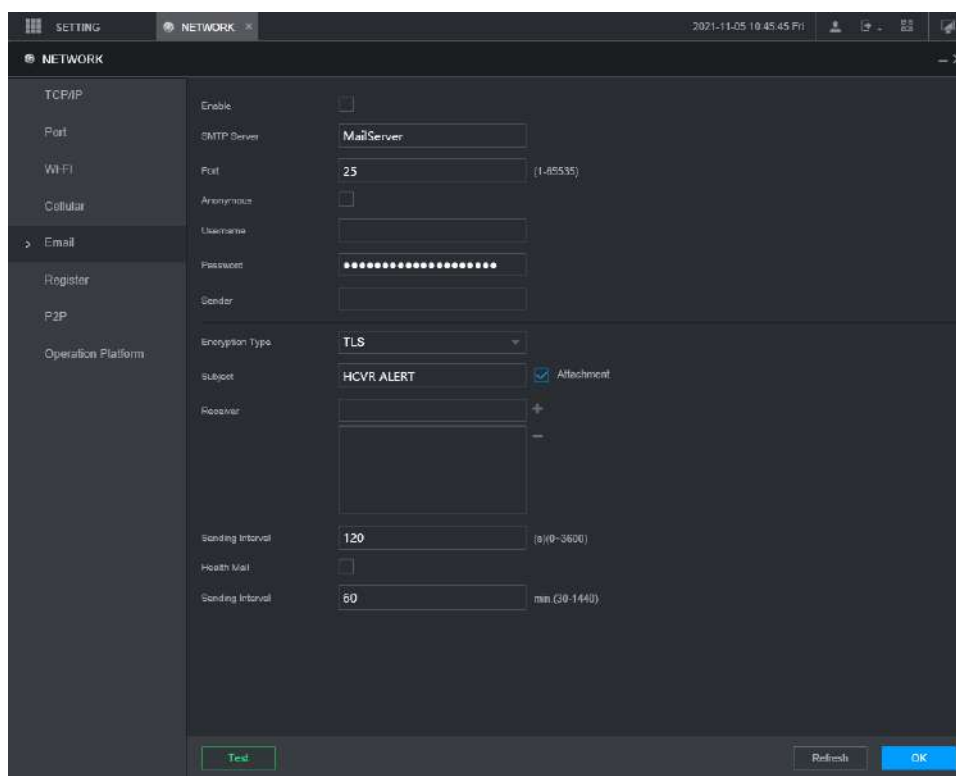 SETTING NETWORK × 2021-11-05 10:45:45 Fri
NETWORK
TCP/IP
Port
WI-FI
Cellular
Email
Register
P2P
Operation Platform
Enable
SMTP Server MailServer
Port 25 (1-65535)
Anonymous
Username
Password ●●●●●●●●●●●●●●●●●●●●
Sender
Encryption Type TLS
Subject HCVR ALERT Attachment
Receiver
Sending Interval 120 (s)(0~3600)
Health Mail
Sending Interval 60 min.(30-1440)
Test Refresh OK